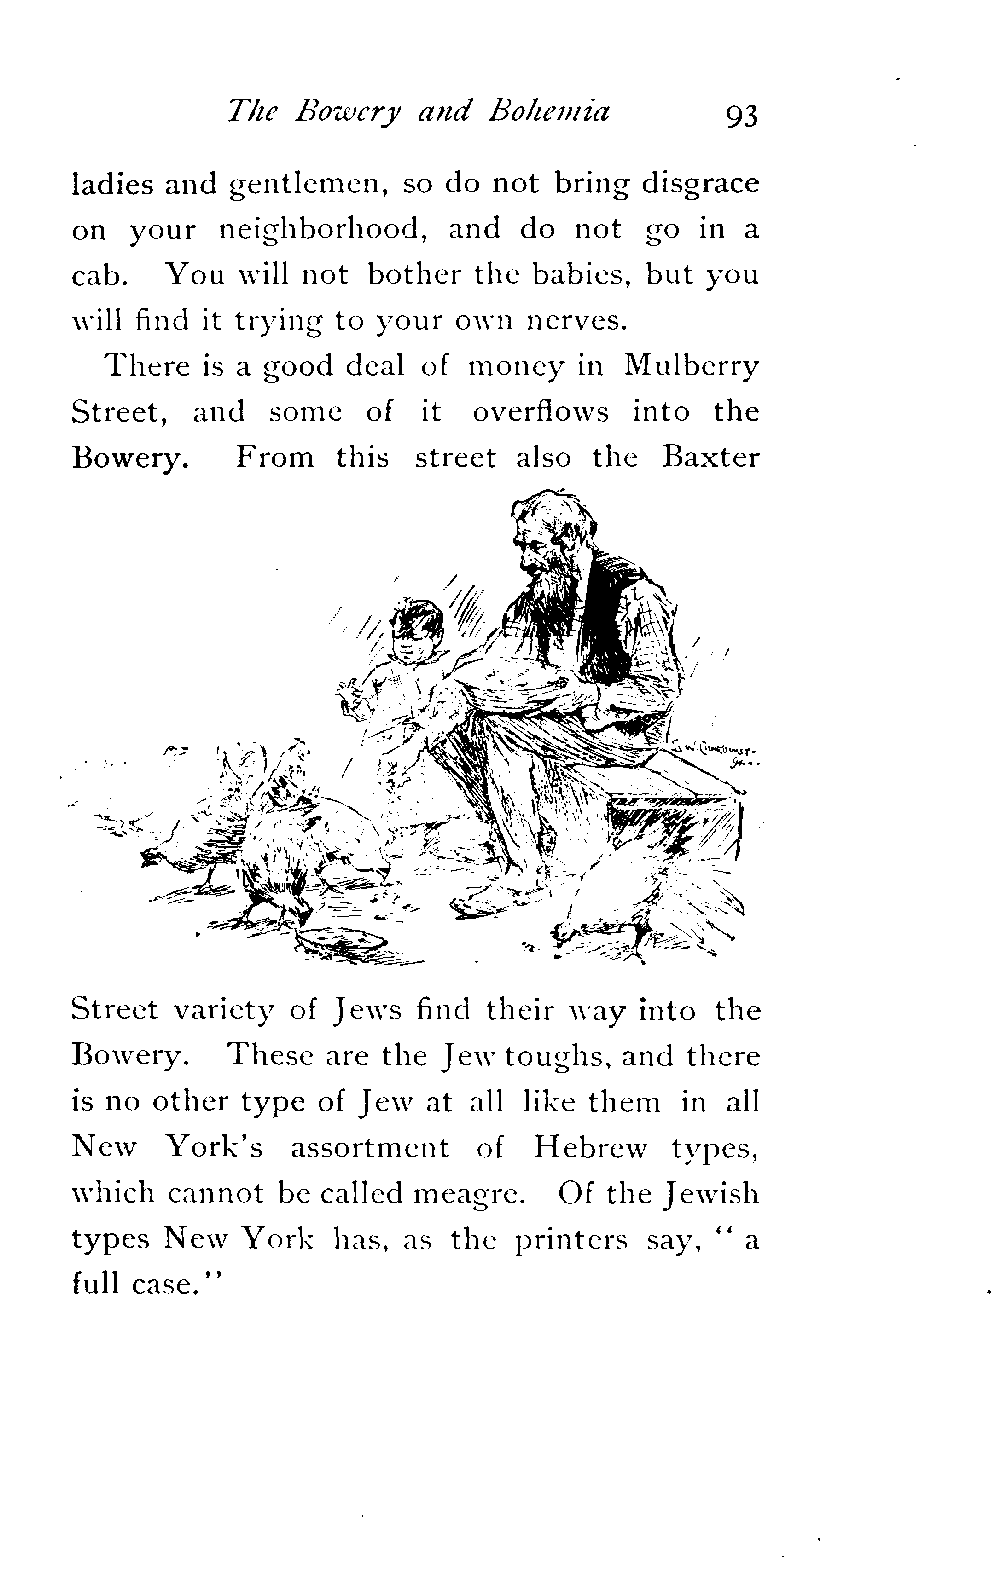 The Bowery and Bohemia 93
ladies and gentlemen, so do not bring disgrace
on your neighborhood, and do not go in a
cab. You will not bother the babies, but you
will find it trying to your own nerves.
There is a good deal of money in Mulberry
Street, and some of it overflows into the
Bowery. From this street also the Baxter
Street variety of Jews find their way into the
Bowery. These are the Jew toughs, and there
is no other type of Jew at all like them in all
New York's assortment of Hebrew types,
which cannot be called meagre. Of the Jewish
types New York has, as the printers say, " a
full case."